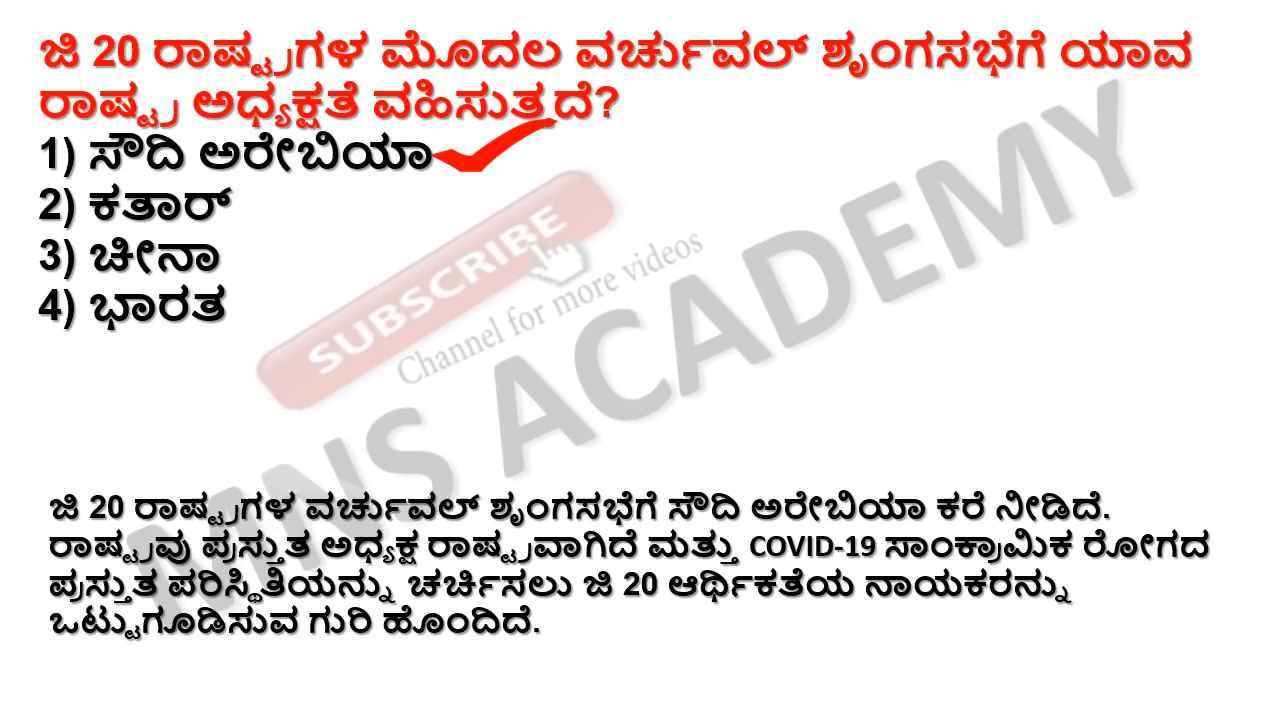 ಜಿ 20 ರಾಷ್ಟ್ರಗಳ ಮೊದಲ ವರ್ಚುವಲ್ ಶೃಂಗಸಭೆಗೆ ಯಾವ
ರಾಷ್ಟ್ರ ಅಧ್ಯಕ್ಷತೆ ವಹಿಸುತ್ತದೆ?
1) ಸೌದಿ ಅರೇಬಿಯಾ
2) ಕತಾರ್
3) ಚೀನಾ
4) ಭಾರತ
SUBSCRIBE
Channel for more videos
MNS ACADEMY
ಜಿ 20 ರಾಷ್ಟ್ರಗಳ ವರ್ಚುವಲ್ ಶೃಂಗಸಭೆಗೆ ಸೌದಿ ಅರೇಬಿಯಾ ಕರೆ ನೀಡಿದೆ.
ರಾಷ್ಟ್ರವು ಪ್ರಸ್ತುತ ಅಧ್ಯಕ್ಷ ರಾಷ್ಟ್ರವಾಗಿದೆ ಮತ್ತು COVID-19 ಸಾಂಕ್ರಾಮಿಕ ರೋಗದ
ಪ್ರಸ್ತುತ ಪರಿಸ್ಥಿತಿಯನ್ನು ಚರ್ಚಿಸಲು ಜಿ 20 ಆರ್ಥಿಕತೆಯ ನಾಯಕರನ್ನು
ಒಟ್ಟುಗೂಡಿಸುವ ಗುರಿ ಹೊಂದಿದೆ.